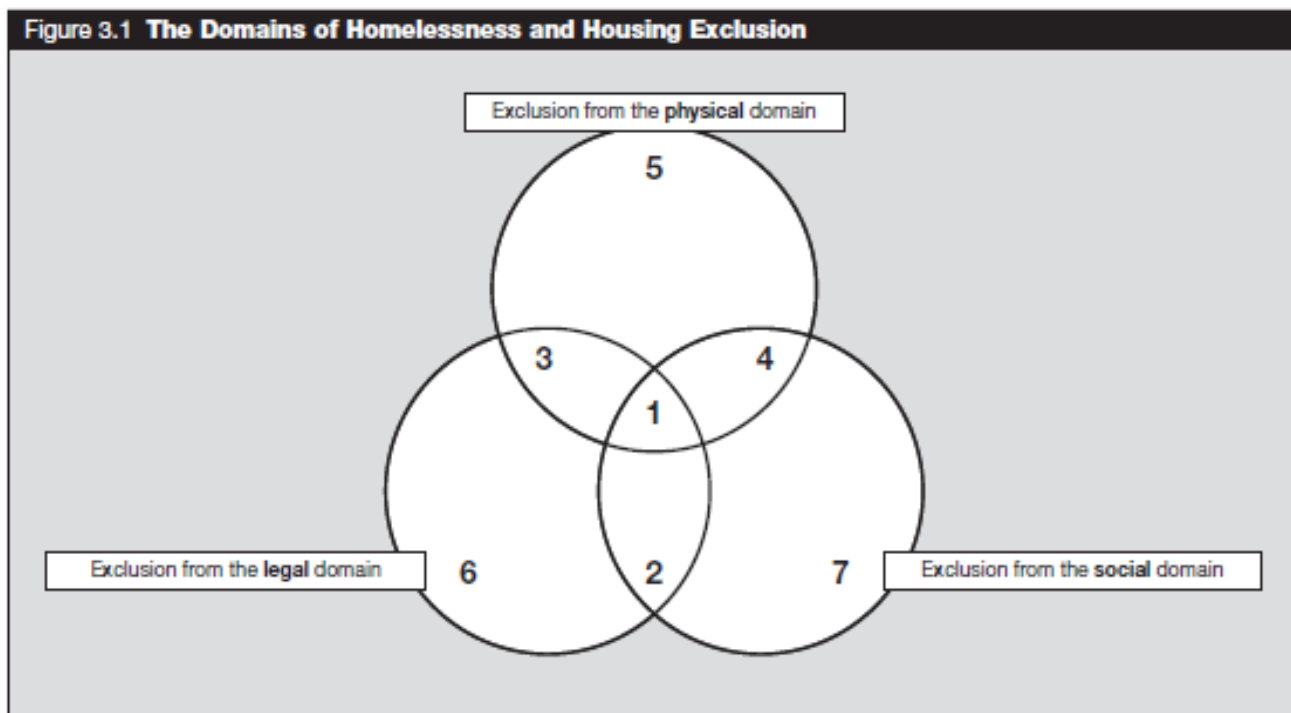 Figure 3.1 The Domains of Homelessness and Housing Exclusion
Exclusion from the physical domain
5
3
4
1
Exclusion from the legal domain
6
2
7
Exclusion from the social domain